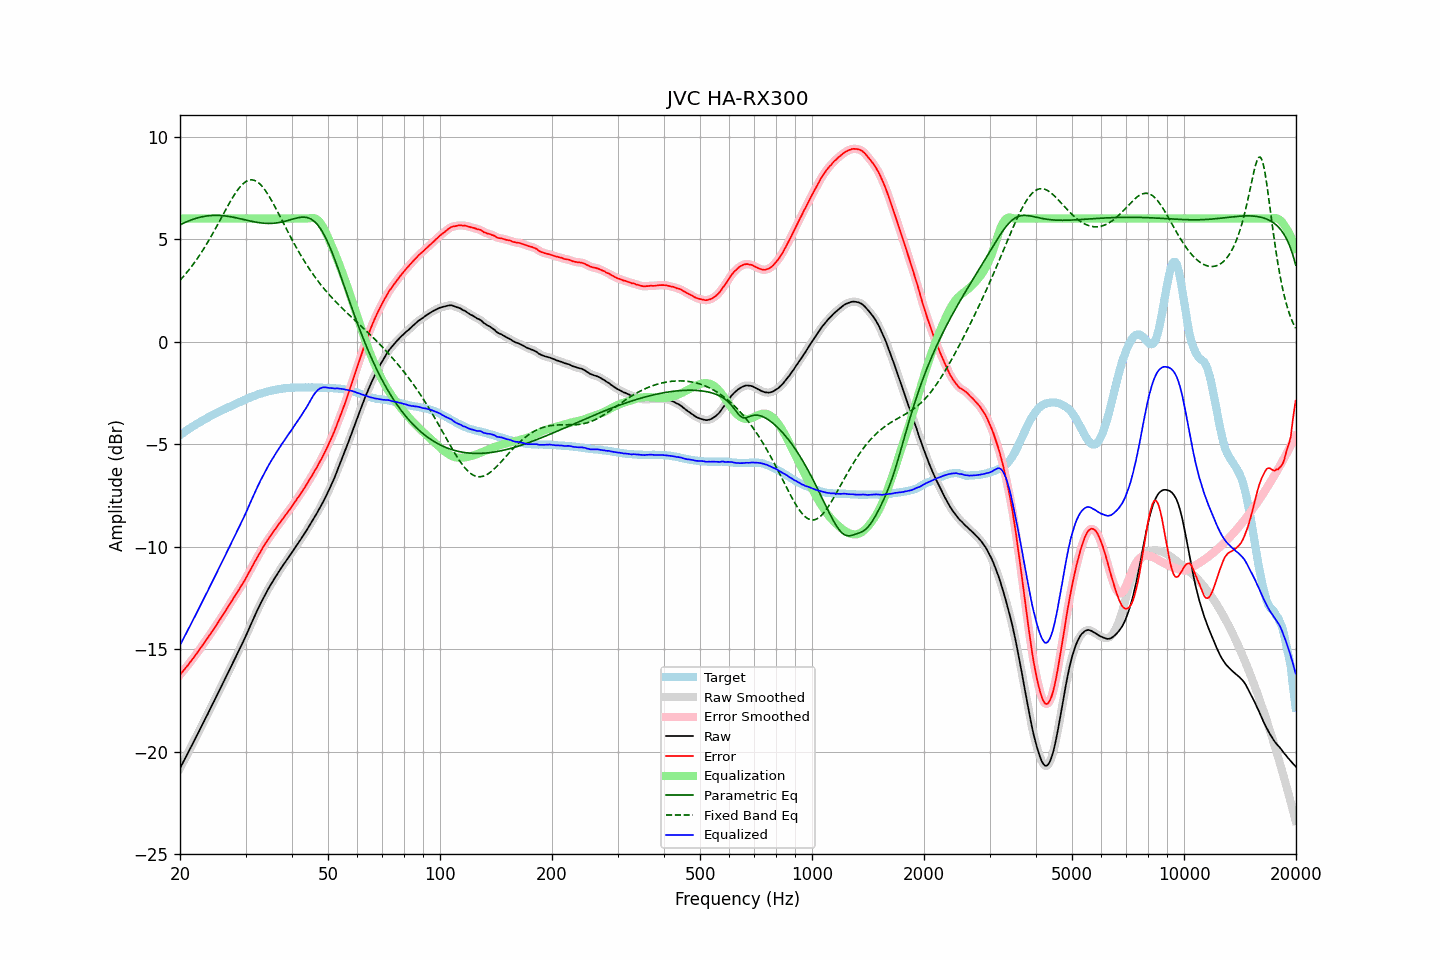 JVC HA-RX300
Amplitude (dBr)
10
5
0
−5
−10
−15
−20
−25
Target
Raw Smoothed
Error Smoothed
Raw
Error
Equalization
Parametric Eq
Fixed Band Eq
Equalized
20 50 100 200 500 1000 2000 5000 10000 20000
Frequency (Hz)